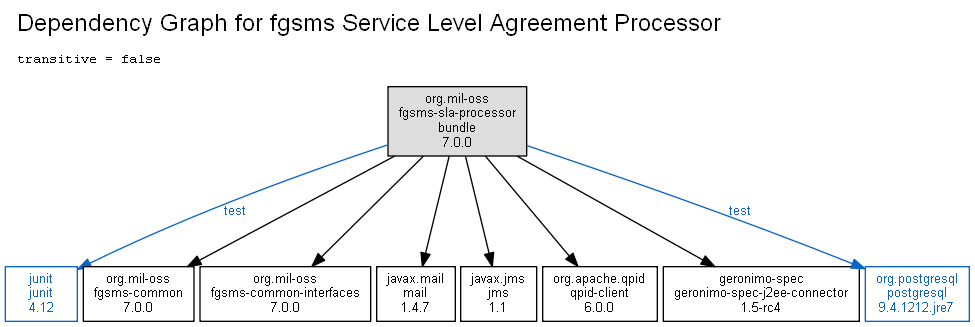 Dependency Graph for fgsms Service Level Agreement Processor
transitive = false
org.mil-oss
fgsms-sla-processor
bundle
7.0.0
test
test
junit
junit
4.12
org.mil-oss
fgsms-common
7.0.0
org.mil-oss
fgsms-common-interfaces
7.0.0
javax.mail
mail
1.4.7
javax.jms
jms
1.1
org.apache.qpid
qpid-client
6.0.0
geronimo-spec
geronimo-spec-j2ee-connector
1.5-rc4
org.postgresql
postgresql
9.4.1212.jre7